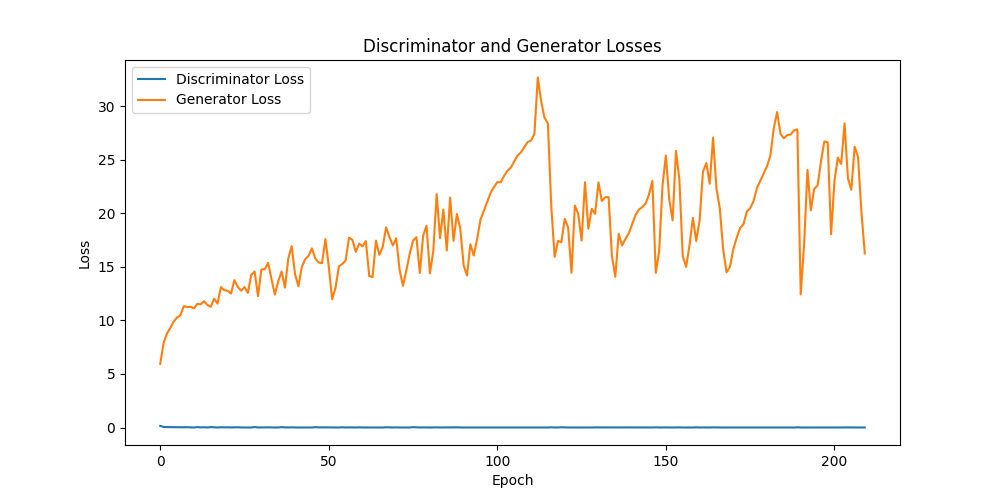 Discriminator and Generator Losses
Discriminator Loss
Generator Loss
30
25
20
15
10
5
0
Loss
0 50 100 150 200
Epoch